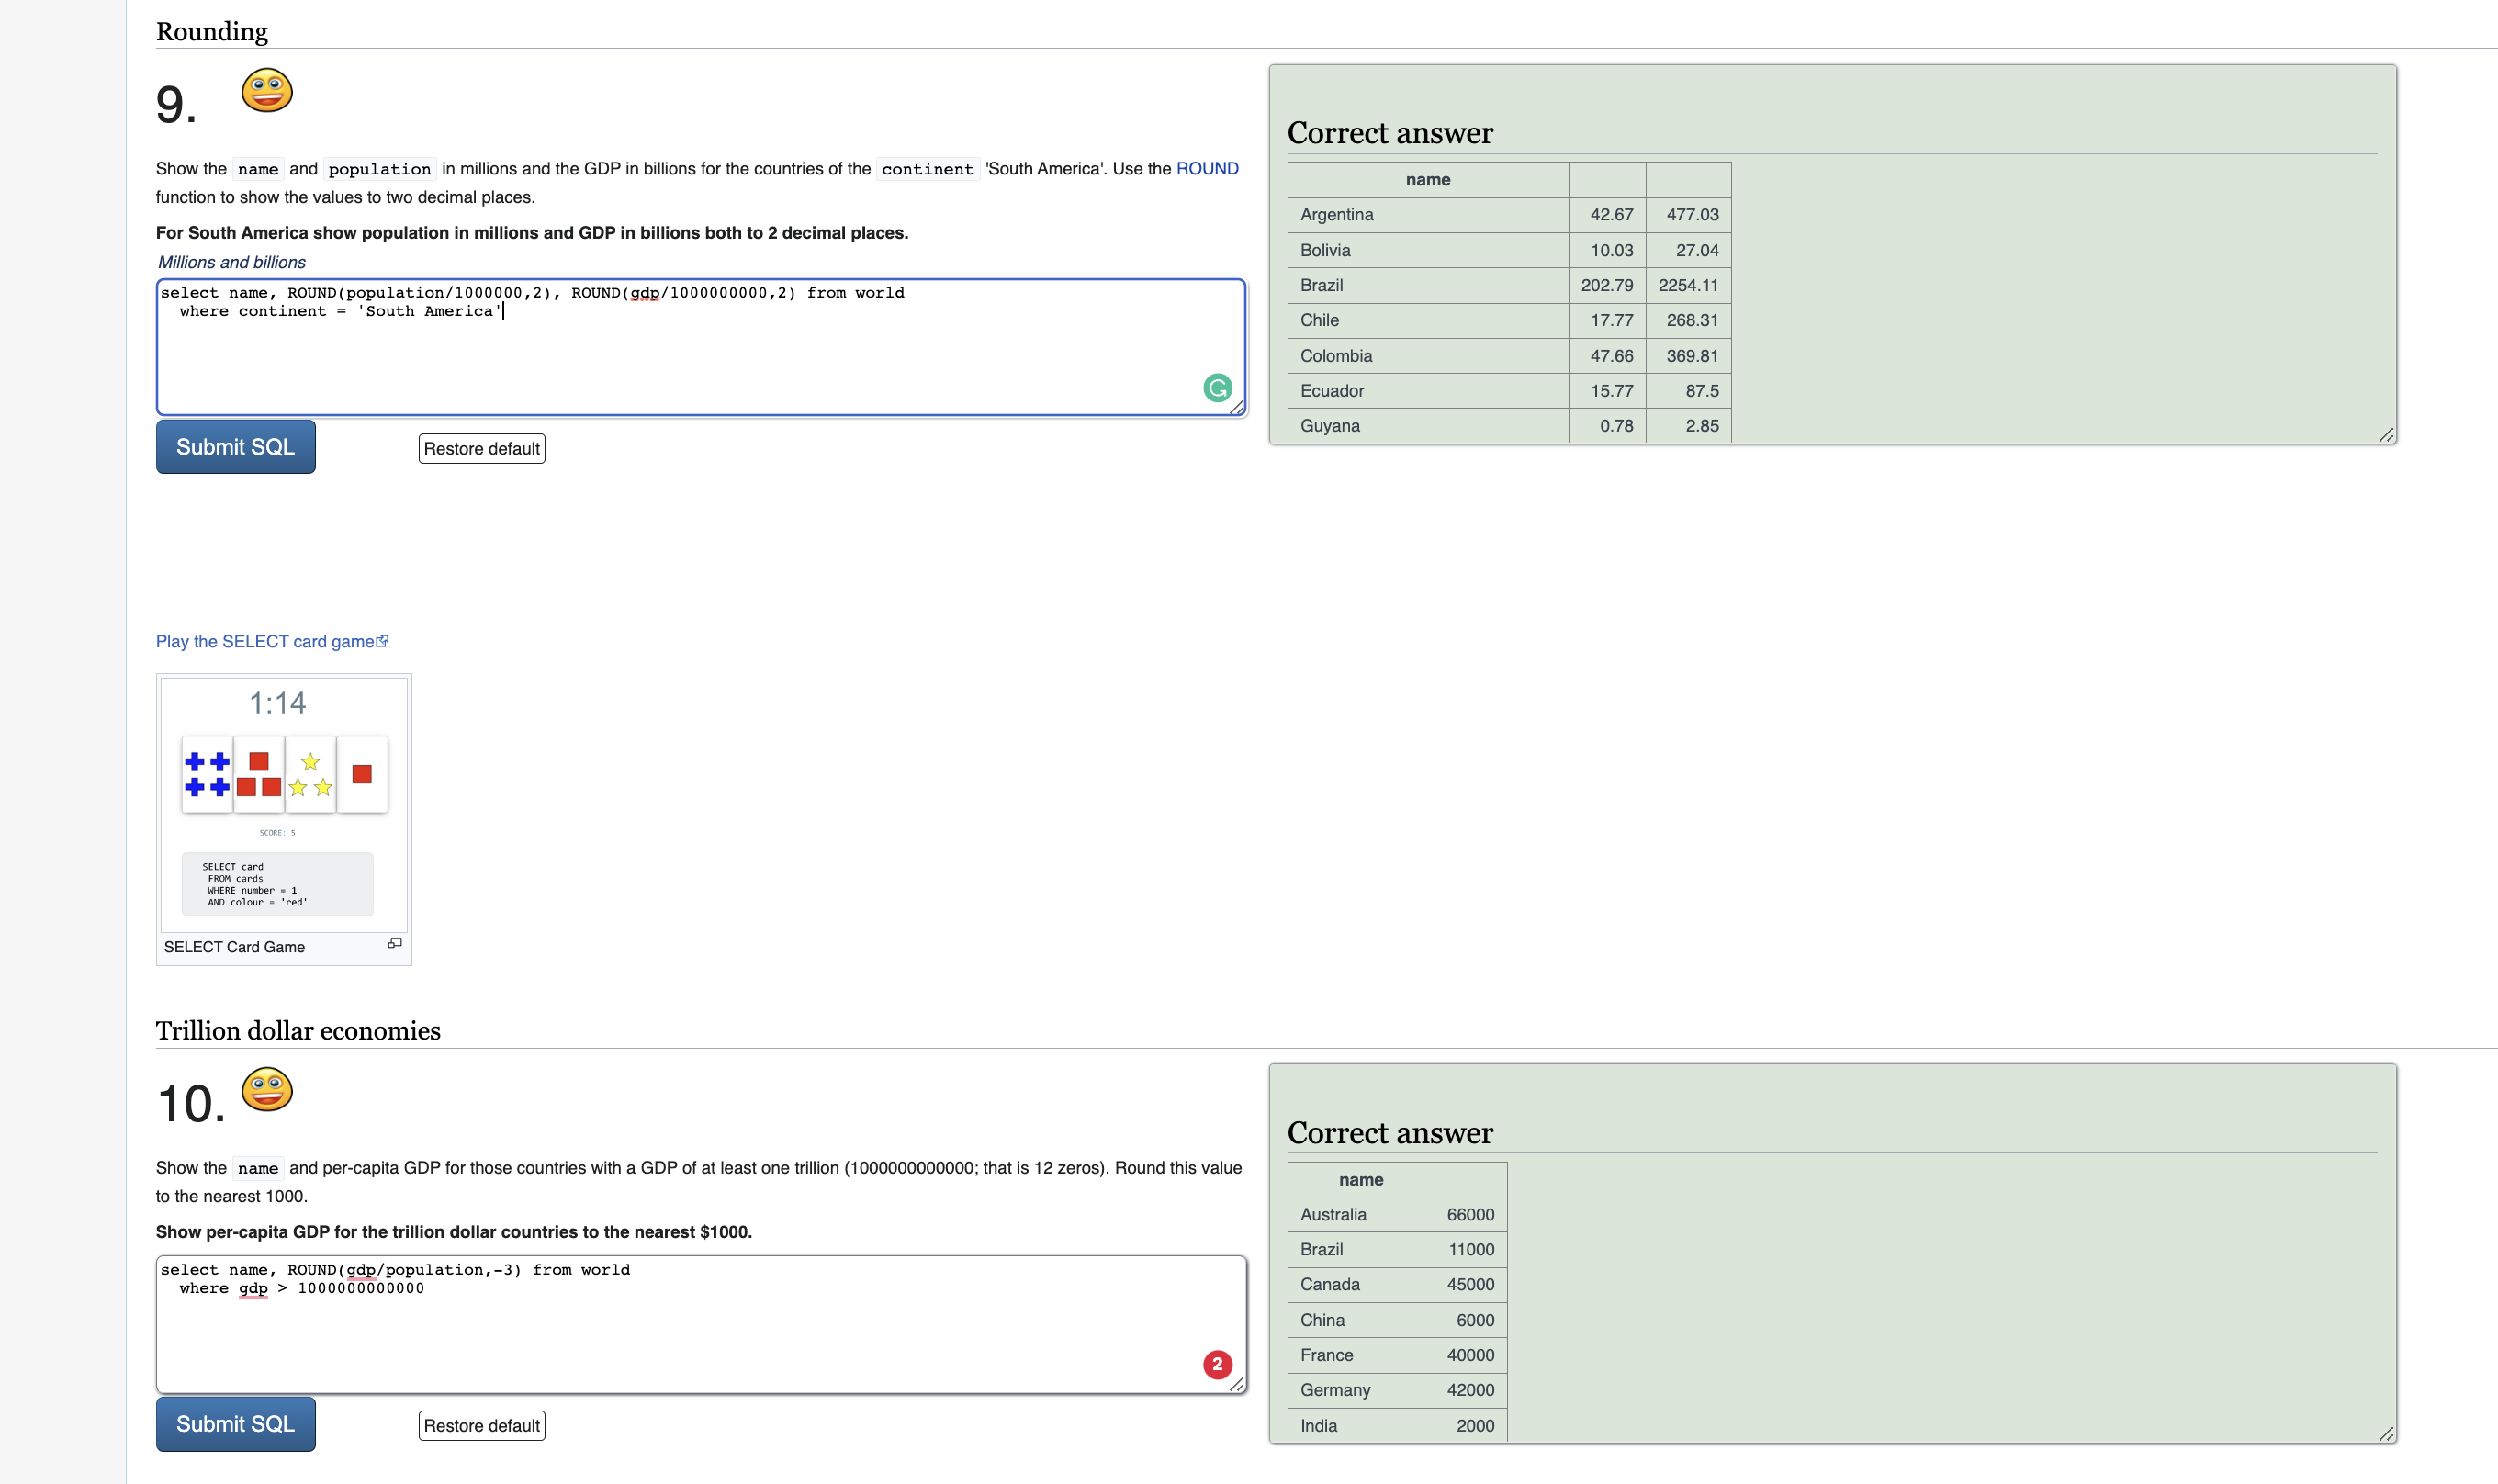 Rounding
9.
Show the name and population in millions and the GDP in billions for the countries of the continent 'South America'. Use the ROUND
function to show the values to two decimal places.
For South America show population in millions and GDP in billions both to 2 decimal places.
Millions and billions
select name, ROUND(population/1000000,2), ROUND(gdp/1000000000,2) from world
where continent = 'South America'
G
Submit SQL Restore default
Correct answer
name
Argentina 42.67 477.03
Bolivia 10.03 27.04
Brazil 202.79 2254.11
Chile 17.77 268.31
Colombia 47.66 369.81
Ecuador 15.77 87.5
Guyana 0.78 2.85
Play the SELECT card game
1:14
SCORE: 5
SELECT card
FROM cards
WHERE number = 1
AND colour = 'red'
SELECT Card Game
Trillion dollar economies
10.
Show the name and per-capita GDP for those countries with a GDP of at least one trillion (1000000000000; that is 12 zeros). Round this value
to the nearest 1000.
Show per-capita GDP for the trillion dollar countries to the nearest $1000.
select name, ROUND(gdp/population,-3) from world
where gdp > 1000000000000
2
Submit SQL Restore default
Correct answer
name
Australia 66000
Brazil 11000
Canada 45000
China 6000
France 40000
Germany 42000
India 2000